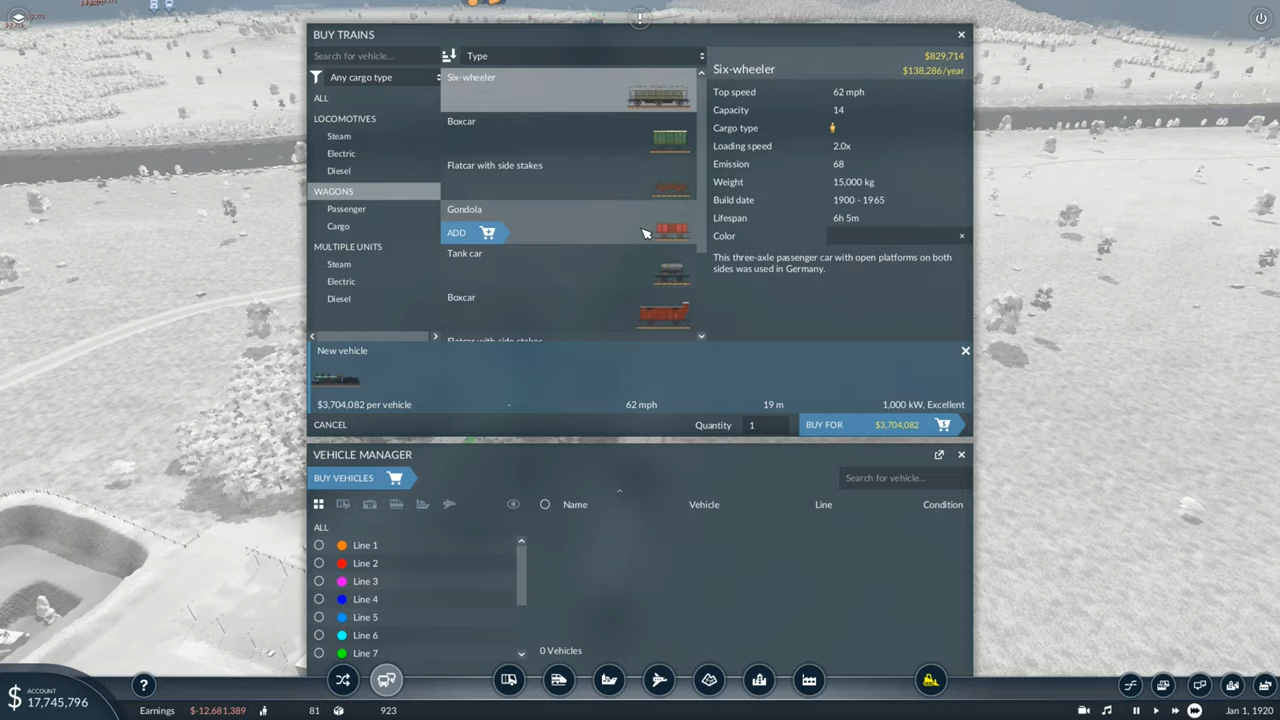 BUY TRAINS
Search for vehicle...
Type
$829,714
Any cargo type
Six-wheeler
Six-wheeler
$138,286/year
ALL
LOCOMOTIVES
Steam
Electric
Diesel
WAGONS
Passenger
Cargo
MULTIPLE UNITS
Steam
Electric
Diesel
Boxcar
Flatcar with side stakes
Gondola
ADD
Tank car
Boxcar
Flatcar with side stakes
Top speed 62 mph
Capacity 14
Cargo type
Loading speed 2.0x
Emission 68
Weight 15,000 kg
Build date 1900 - 1965
Lifespan 6h 5m
Color
This three-axle passenger car with open platforms on both
sides was used in Germany.
New vehicle
$3,704,082 per vehicle - 62 mph 19 m 1,000 kW, Excellent
CANCEL Quantity 1 BUY FOR $3,704,082
VEHICLE MANAGER
BUY VEHICLES
Search for vehicle...
Name Vehicle Line Condition
ALL
Line 1
Line 2
Line 3
Line 4
Line 5
Line 6
Line 7
0 Vehicles
$ ACCOUNT
17,745,796
?
Earnings $-12,681,389 81 923 Jan 1, 1920